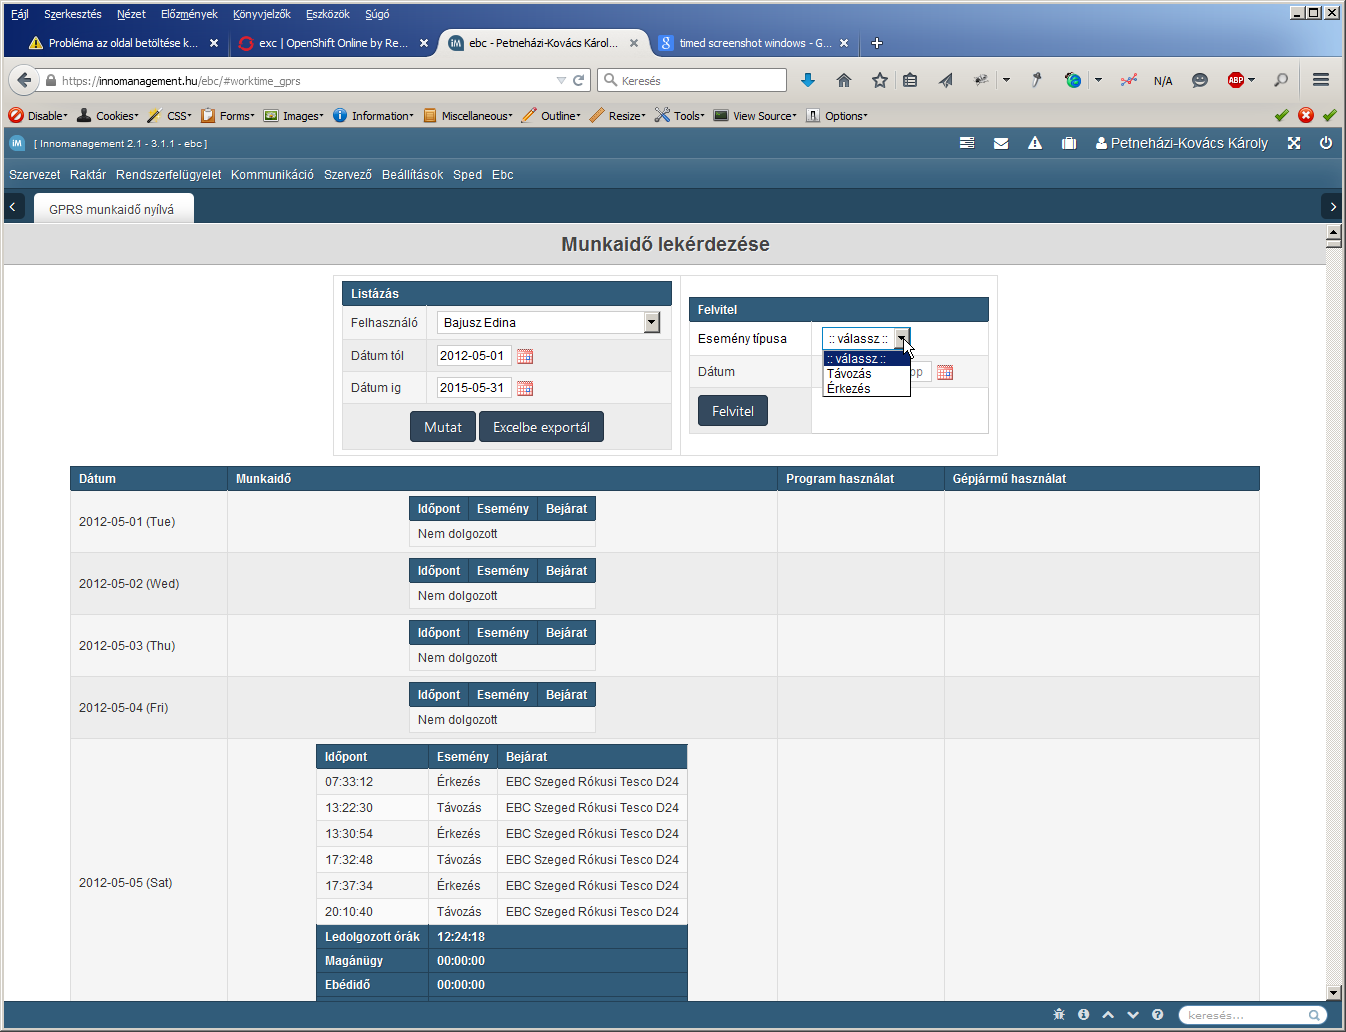 Fájl Szerkesztés Nézet Előzmények Könyvjelzők Eszközök Súgó
Probléma az oldal betöltése k... exc | OpenShift Online by Re... ebc - Petneházi-Kovács Károl... timed screenshot windows - G...
https://innomanagement.hu/ebc/#worktime_gprs Keresés N/A ABP
Disable Cookies CSS Forms Images Information Miscellaneous Outline Resize Tools View Source Options
iM [ Innomanagement 2.1 - 3.1.1 - ebc ] Petneházi-Kovács Károly
Szervezet Raktár Rendszerfelügyelet Kommunikáció Szervező Beállítások Sped Ebc
GPRS munkaidő nyílvá
Munkaidő lekérdezése
Listázás
Felhasználó Bajusz Edina
Dátum tól 2012-05-01
Dátum ig 2015-05-31
Mutat Excelbe exportál
Felvitel
Esemény típusa :: válassz ::
:: válassz ::
Távozás
Érkezés
Dátum
Felvitel
Dátum Munkaidő Program használat Gépjármű használat
2012-05-01 (Tue)
Időpont Esemény Bejárat
Nem dolgozott
2012-05-02 (Wed)
Időpont Esemény Bejárat
Nem dolgozott
2012-05-03 (Thu)
Időpont Esemény Bejárat
Nem dolgozott
2012-05-04 (Fri)
Időpont Esemény Bejárat
Nem dolgozott
2012-05-05 (Sat)
Időpont Esemény Bejárat
07:33:12 Érkezés EBC Szeged Rókusi Tesco D24
13:22:30 Távozás EBC Szeged Rókusi Tesco D24
13:30:54 Érkezés EBC Szeged Rókusi Tesco D24
17:32:48 Távozás EBC Szeged Rókusi Tesco D24
17:37:34 Érkezés EBC Szeged Rókusi Tesco D24
20:10:40 Távozás EBC Szeged Rókusi Tesco D24
Ledolgozott órák 12:24:18
Magánügy 00:00:00
Ebédidő 00:00:00
keresés...